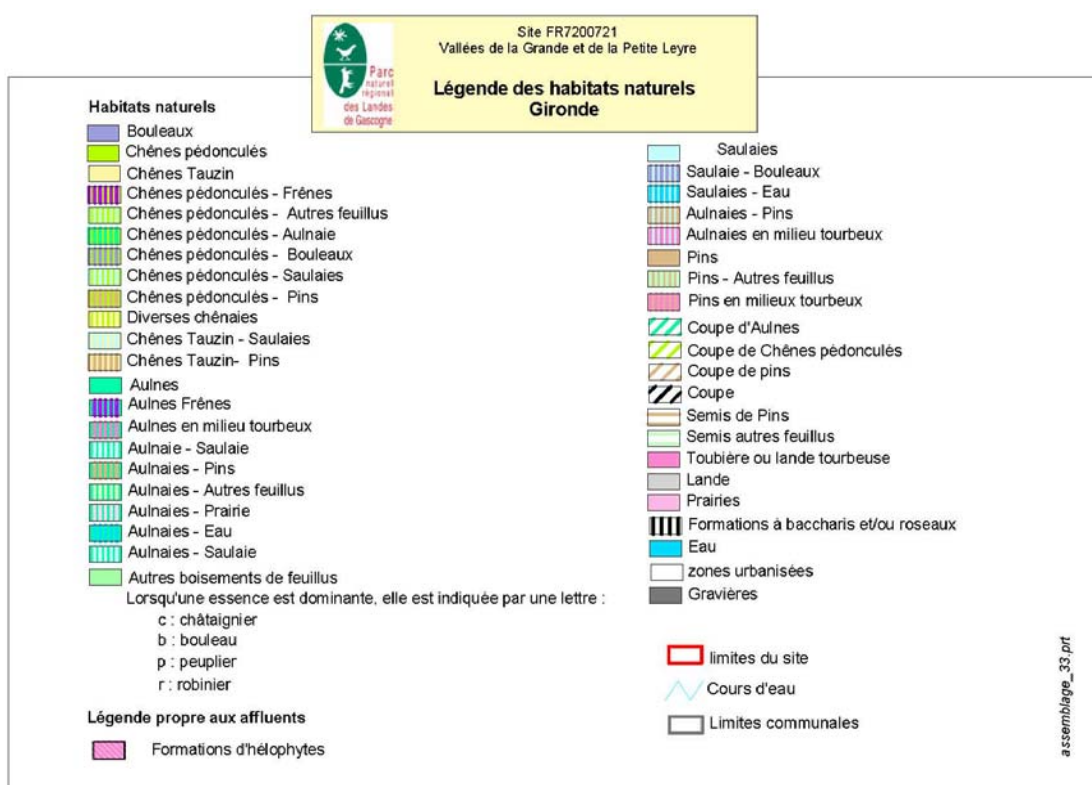 Site FR7200721
Vallées de la Grande et de la Petite Leyre
Légende des habitats naturels
Gironde
Parc
naturel
régional
des Landes
de Gascogne
Habitats naturels
Bouleaux
Chênes pédonculés
Chênes Tauzin
Chênes pédonculés - Frênes
Chênes pédonculés - Autres feuillus
Chênes pédonculés - Aulnaie
Chênes pédonculés - Bouleaux
Chênes pédonculés - Saulaies
Chênes pédonculés - Pins
Diverses chênaies
Chênes Tauzin - Saulaies
Chênes Tauzin- Pins
Aulnes
Aulnes Frênes
Aulnes en milieu tourbeux
Aulnaie - Saulaie
Aulnaies - Pins
Aulnaies - Autres feuillus
Aulnaies - Prairie
Aulnaies - Eau
Aulnaies - Saulaie
Autres boisements de feuillus
Lorsqu'une essence est dominante, elle est indiquée par une lettre :
c : châtaignier
b : bouleau
p : peuplier
r : robinier
Légende propre aux affluents
Formations d'hélophytes
Saulaies
Saulaie - Bouleaux
Saulaies - Eau
Aulnaies - Pins
Aulnaies en milieu tourbeux
Pins
Pins - Autres feuillus
Pins en milieux tourbeux
Coupe d'Aulnes
Coupe de Chênes pédonculés
Coupe de pins
Coupe
Semis de Pins
Semis autres feuillus
Toubière ou lande tourbeuse
Lande
Prairies
Formations à baccharis et/ou roseaux
Eau
zones urbanisées
Gravières
limites du site
Cours d'eau
Limites communales
assemblage_33.prt